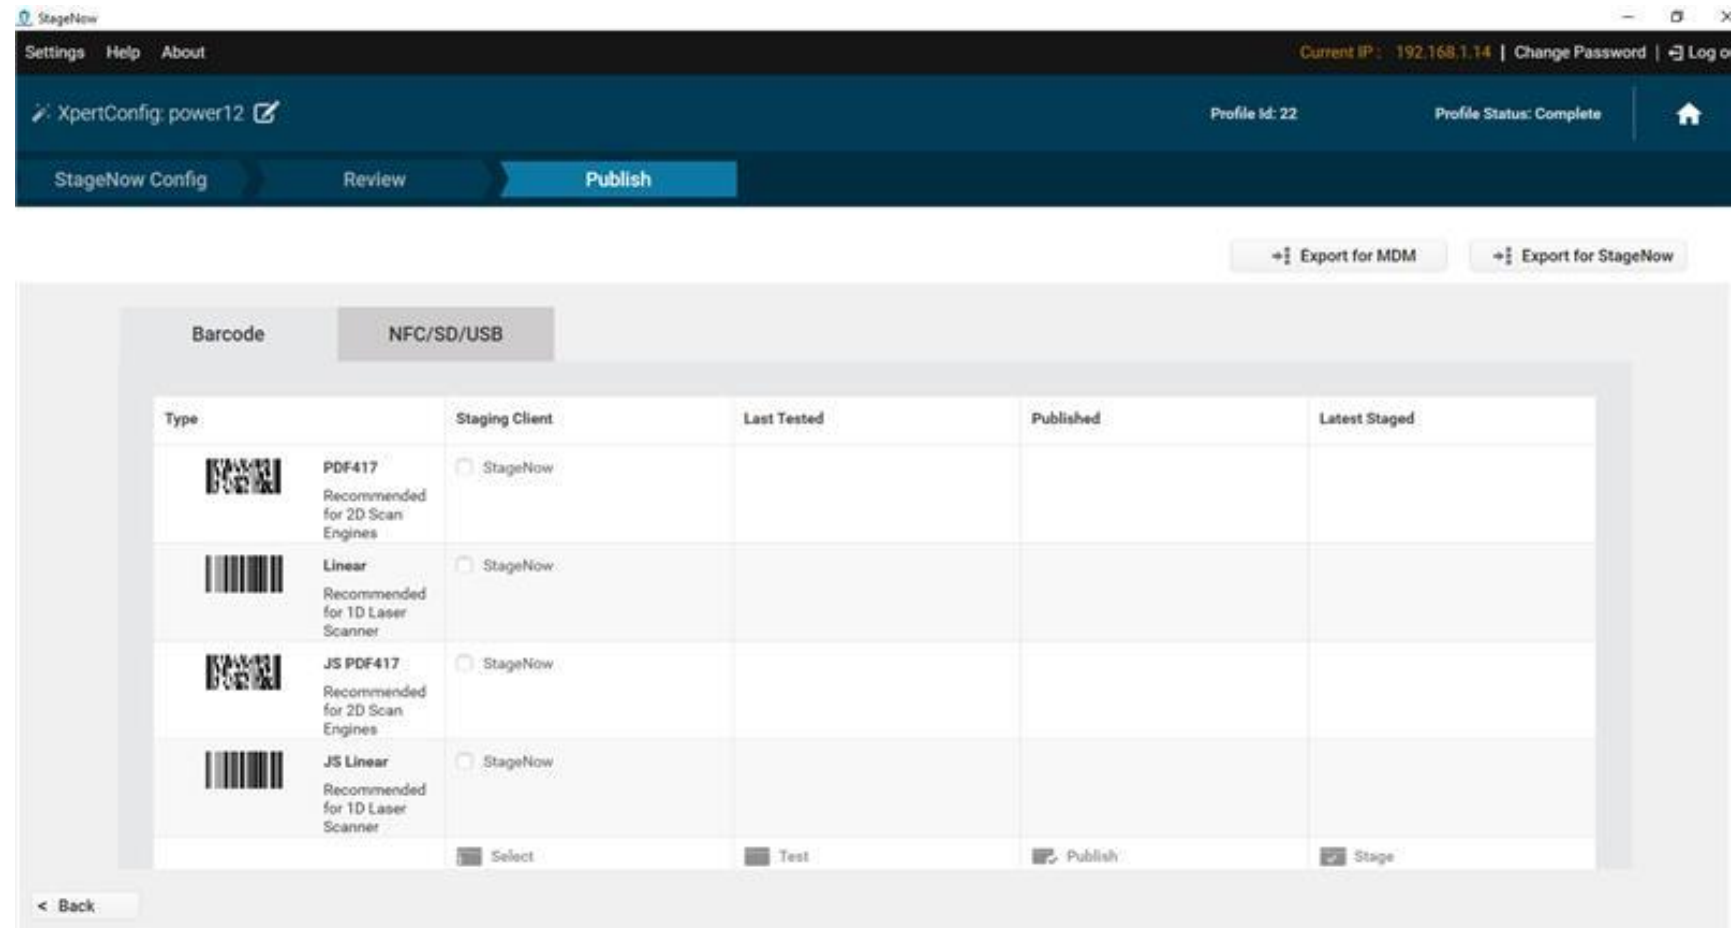 StageNow
Settings Help About Current IP : 192.168.1.14 | Change Password | Log o
XpertConfig: power12 Profile Id: 22 Profile Status: Complete
StageNow Config Review Publish
Export for MDM Export for StageNow
Barcode NFC/SD/USB
Type Staging Client Last Tested Published Latest Staged
PDF417 StageNow
Recommended
for 2D Scan
Engines
Linear StageNow
Recommended
for 1D Laser
Scanner
JS PDF417 StageNow
Recommended
for 2D Scan
Engines
JS Linear StageNow
Recommended
for 1D Laser
Scanner
Select Test Publish Stage
< Back